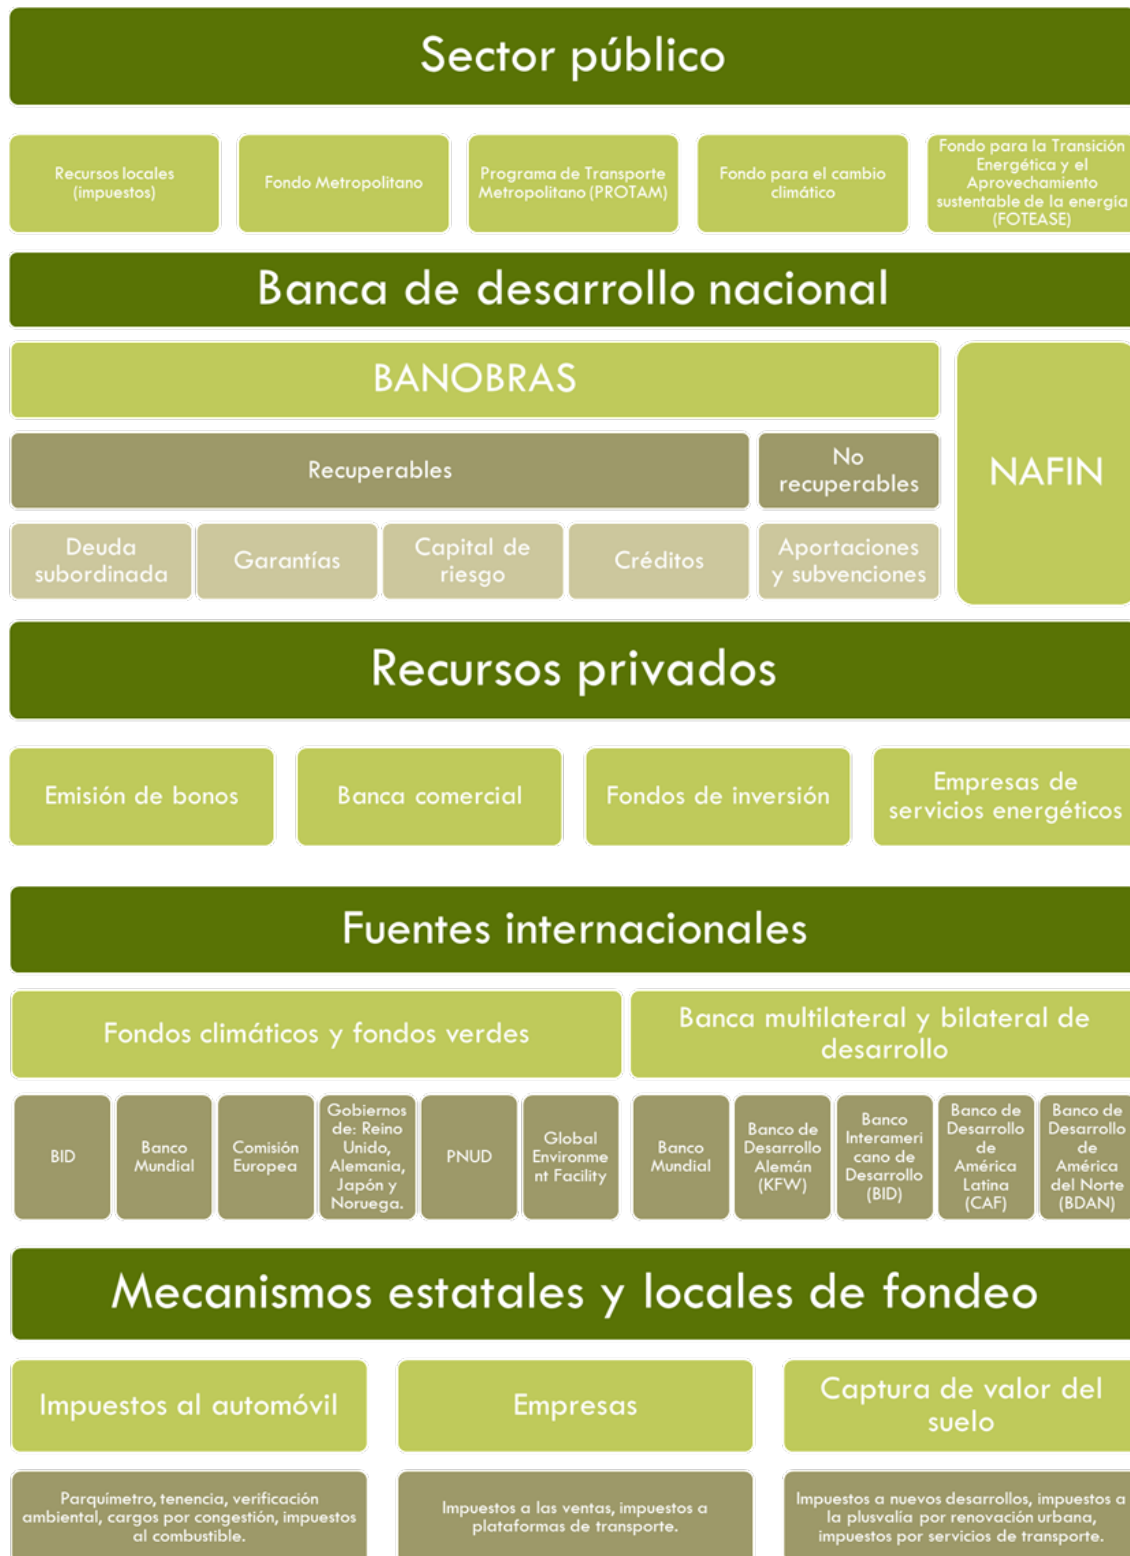 Sector público
Recursos locales
(impuestos)
Fondo Metropolitano
Programa de Transporte
Metropolitano (PROTAM)
Fondo para el cambio
climático
Fondo para la Transición
Energética y el
Aprovechamiento
sustentable de la energía
(FOTEASE)
Banca de desarrollo nacional
BANOBRAS
NAFIN
Recuperables
No
recuperables
Deuda
subordinada
Garantías
Capital de
riesgo
Créditos
Aportaciones
y subvenciones
Recursos privados
Emisión de bonos
Banca comercial
Fondos de inversión
Empresas de
servicios energéticos
Fuentes internacionales
Fondos climáticos y fondos verdes
Banca multilateral y bilateral de
desarrollo
BID
Banco
Mundial
Comisión
Europea
Gobiernos
de: Reino
Unido,
Alemania,
Japón y
Noruega.
PNUD
Global
Environme
nt Facility
Banco
Mundial
Banco de
Desarrollo
Alemán
(KFW)
Banco
Interameri
cano de
Desarrollo
(BID)
Banco de
Desarrollo
de
América
Latina
(CAF)
Banco de
Desarrollo
de
América
del Norte
(BDAN)
Mecanismos estatales y locales de fondeo
Impuestos al automóvil
Empresas
Captura de valor del
suelo
Parquímetro, tenencia, verificación
ambiental, cargos por congestión, impuestos
al combustible.
Impuestos a las ventas, impuestos a
plataformas de transporte.
Impuestos a nuevos desarrollos, impuestos a
la plusvalía por renovación urbana,
impuestos por servicios de transporte.